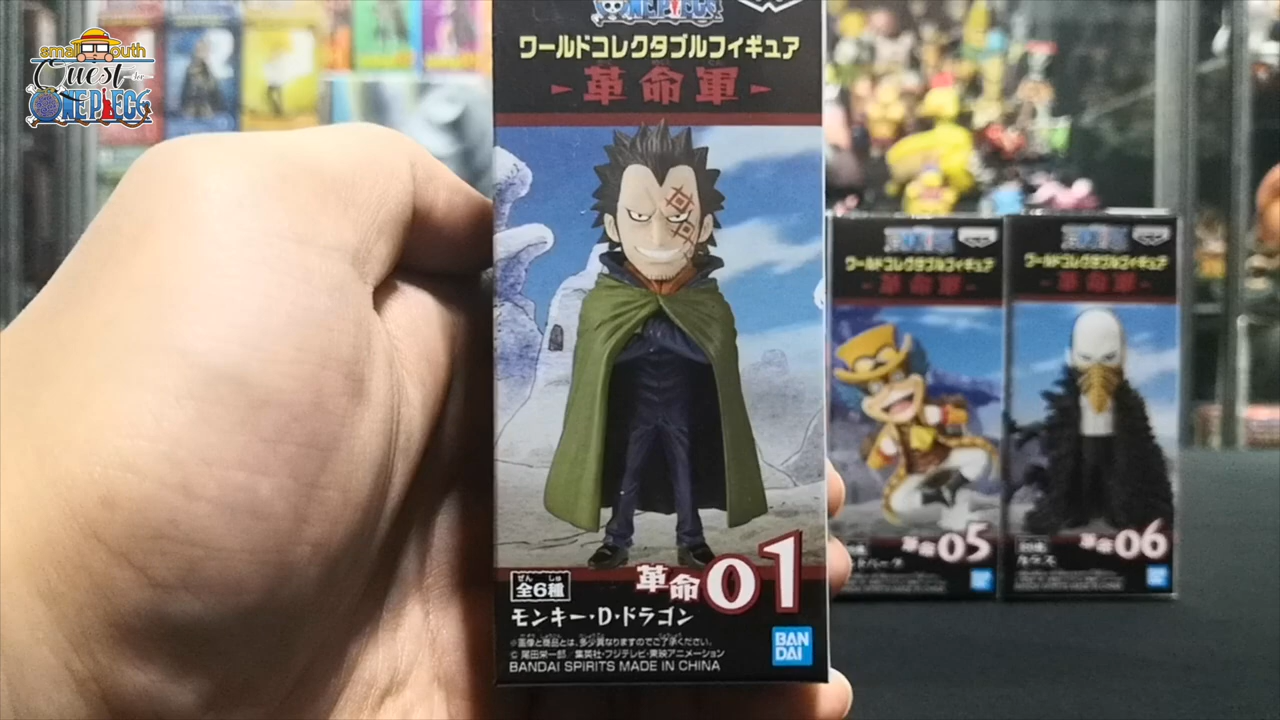 small mouth
Quest
for
ONE PIECE
ONE PIECE
ワールドコレクタブルフィギュア
革命軍
ぜん しゅ
全6種
革命01
モンキー・D・ドラゴン
※画像と商品とは、多少異なりますのでご了承ください。
© 尾田栄一郎/集英社・フジテレビ・東映アニメーション
BANDAI SPIRITS MADE IN CHINA
BAN
DAI
ワールドコレクタブルフィギュア
革命軍
革命05
ワールドコレクタブルフィギュア
革命軍
革命06